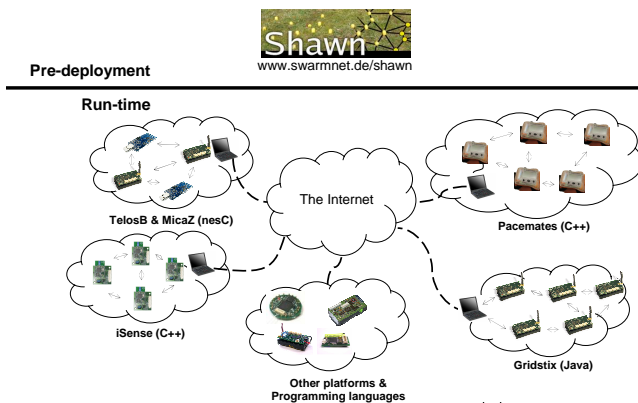 Shawn
www.swarmnet.de/shawn
Pre-deployment
Run-time
The Internet
TelosB & MicaZ (nesC)
Pacemates (C++)
iSense (C++)
Gridstix (Java)
Other platforms &
Programming languages